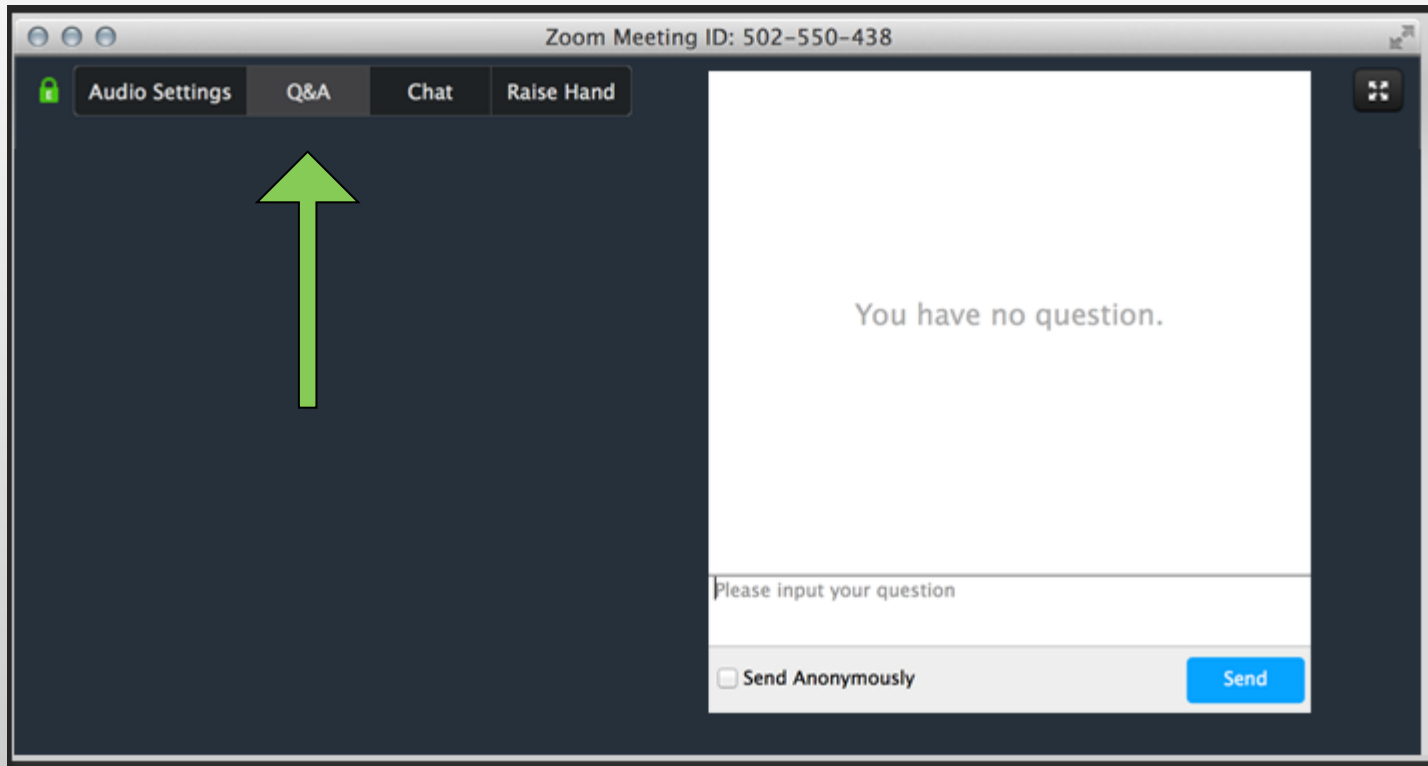 Zoom Meeting ID: 502-550-438
Audio Settings Q&A Chat Raise Hand
You have no question.
Please input your question
Send Anonymously Send